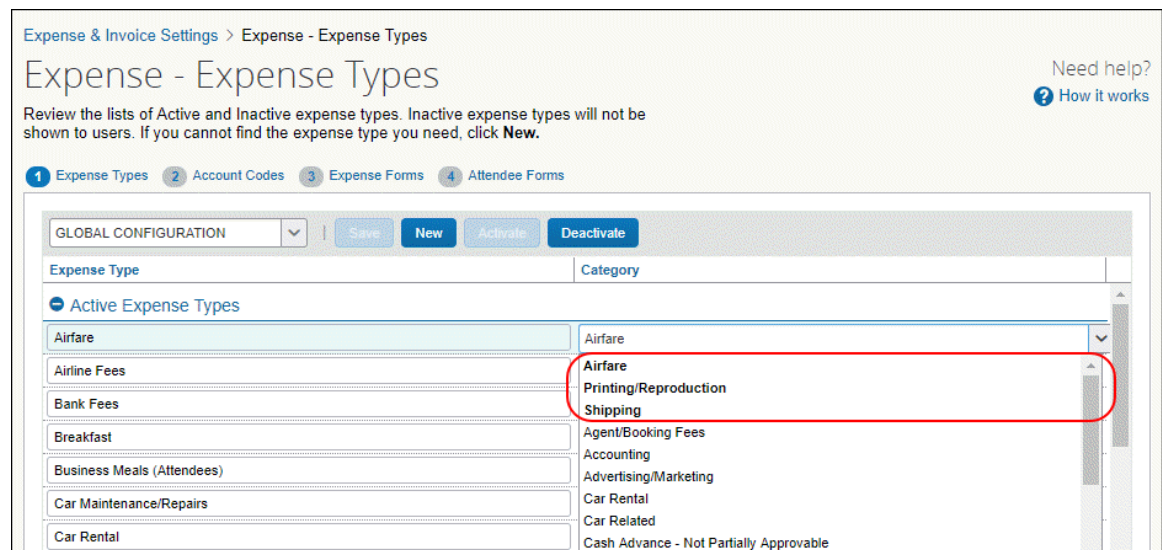 Expense & Invoice Settings > Expense - Expense Types
Expense - Expense Types
Need help?
? How it works
Review the lists of Active and Inactive expense types. Inactive expense types will not be
shown to users. If you cannot find the expense type you need, click New.
1 Expense Types 2 Account Codes 3 Expense Forms 4 Attendee Forms
GLOBAL CONFIGURATION | Save New Activate Deactivate
Expense Type Category
Active Expense Types
Airfare Airfare
Airline Fees
Bank Fees
Breakfast
Business Meals (Attendees)
Car Maintenance/Repairs
Car Rental
Airfare
Printing/Reproduction
Shipping
Agent/Booking Fees
Accounting
Advertising/Marketing
Car Rental
Car Related
Cash Advance - Not Partially Approvable